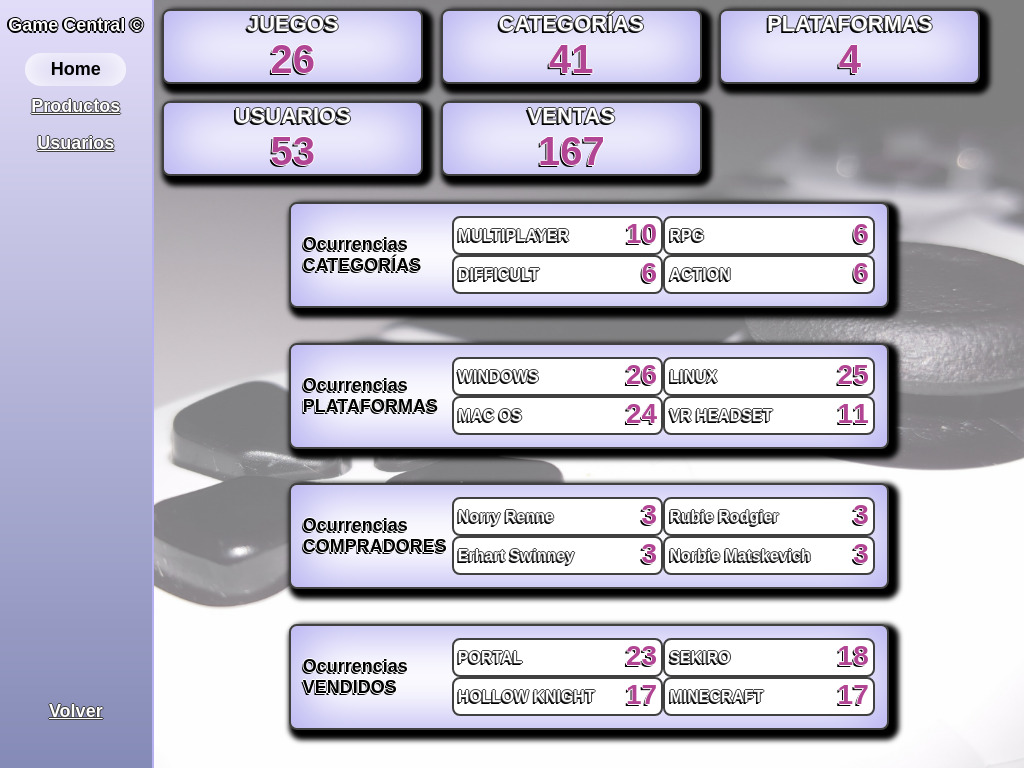 Game Central ©
Home
Productos
Usuarios
Volver
JUEGOS
26
CATEGORÍAS
41
PLATAFORMAS
4
USUARIOS
53
VENTAS
167
Ocurrencias
CATEGORÍAS
MULTIPLAYER 10
RPG 6
DIFFICULT 6
ACTION 6
Ocurrencias
PLATAFORMAS
WINDOWS 26
LINUX 25
MAC OS 24
VR HEADSET 11
Ocurrencias
COMPRADORES
Norry Renne 3
Rubie Rodgier 3
Erhart Swinney 3
Norbie Matskevich 3
Ocurrencias
VENDIDOS
PORTAL 23
SEKIRO 18
HOLLOW KNIGHT 17
MINECRAFT 17